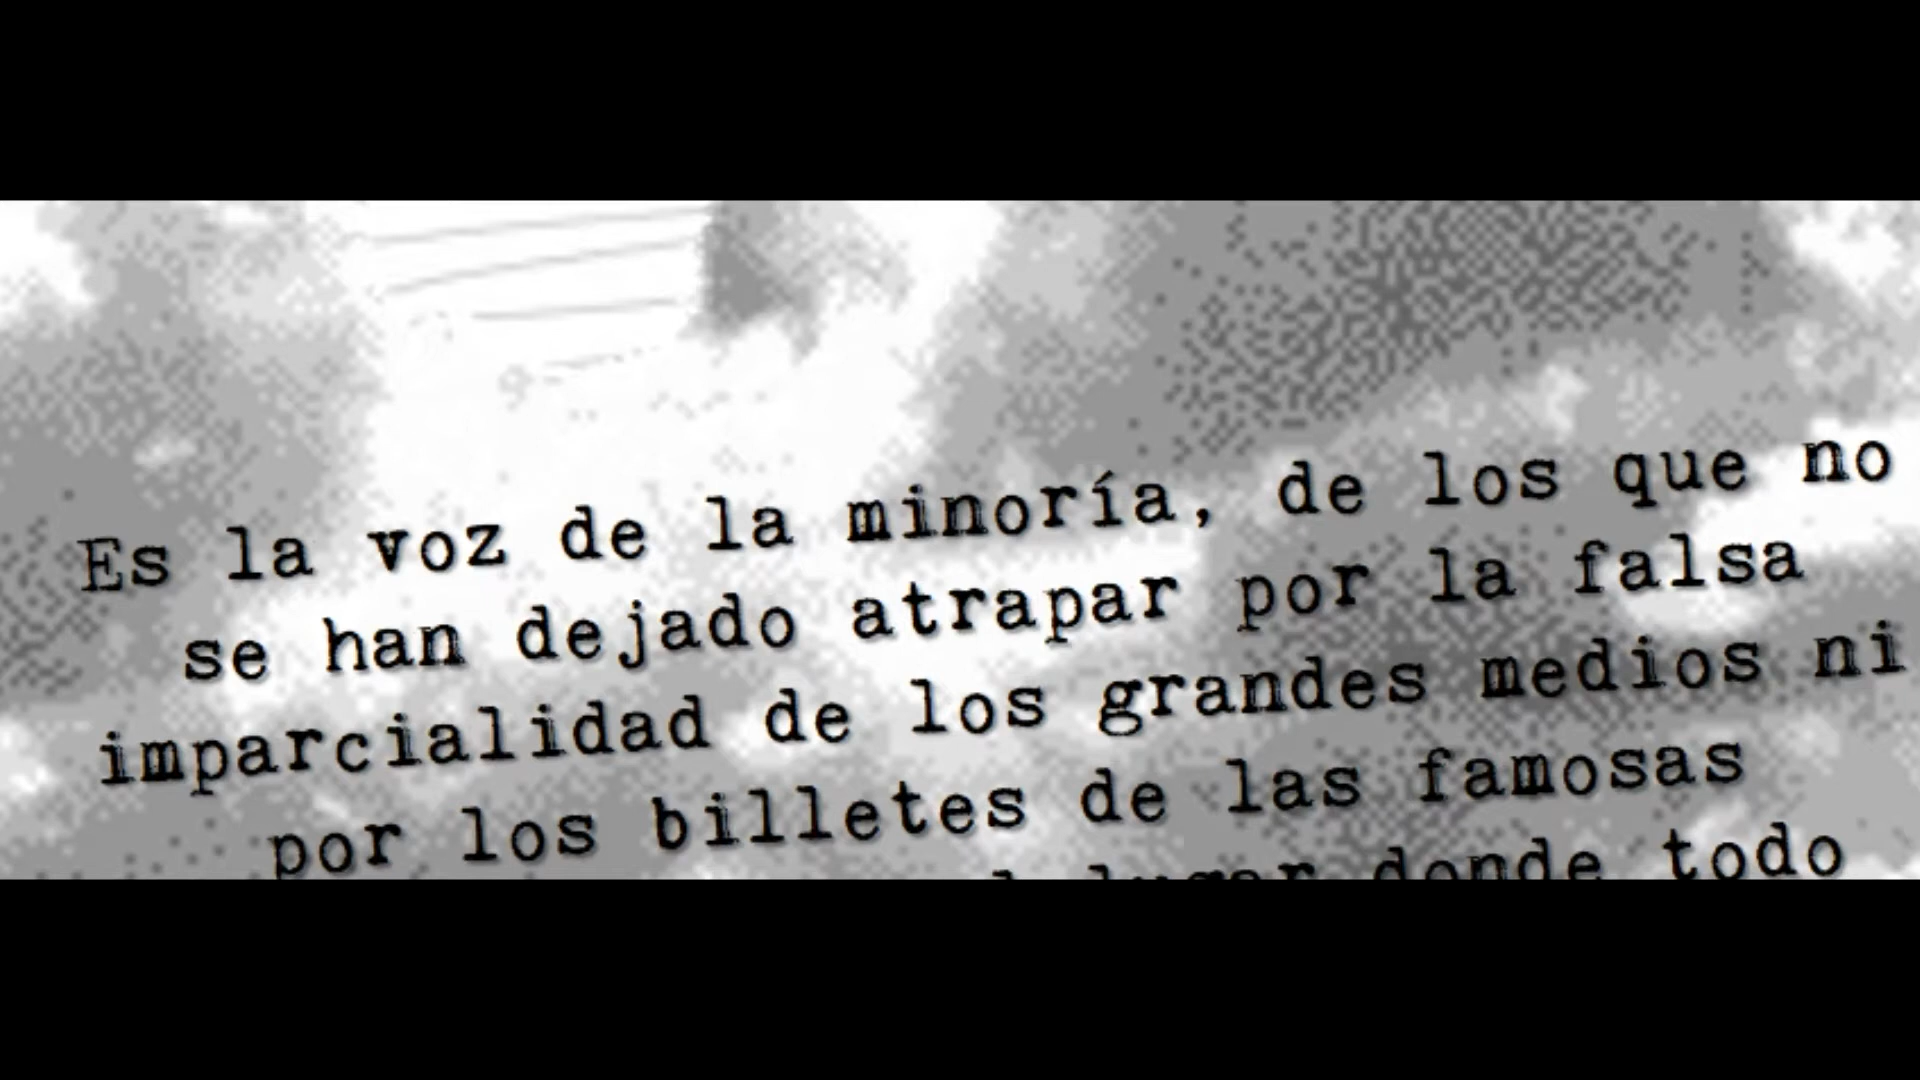 Es la voz de la minoría, de los que no
se han dejado atrapar por la falsa
imparcialidad de los grandes medios ni
por los billetes de las famosas
lugar donde todo